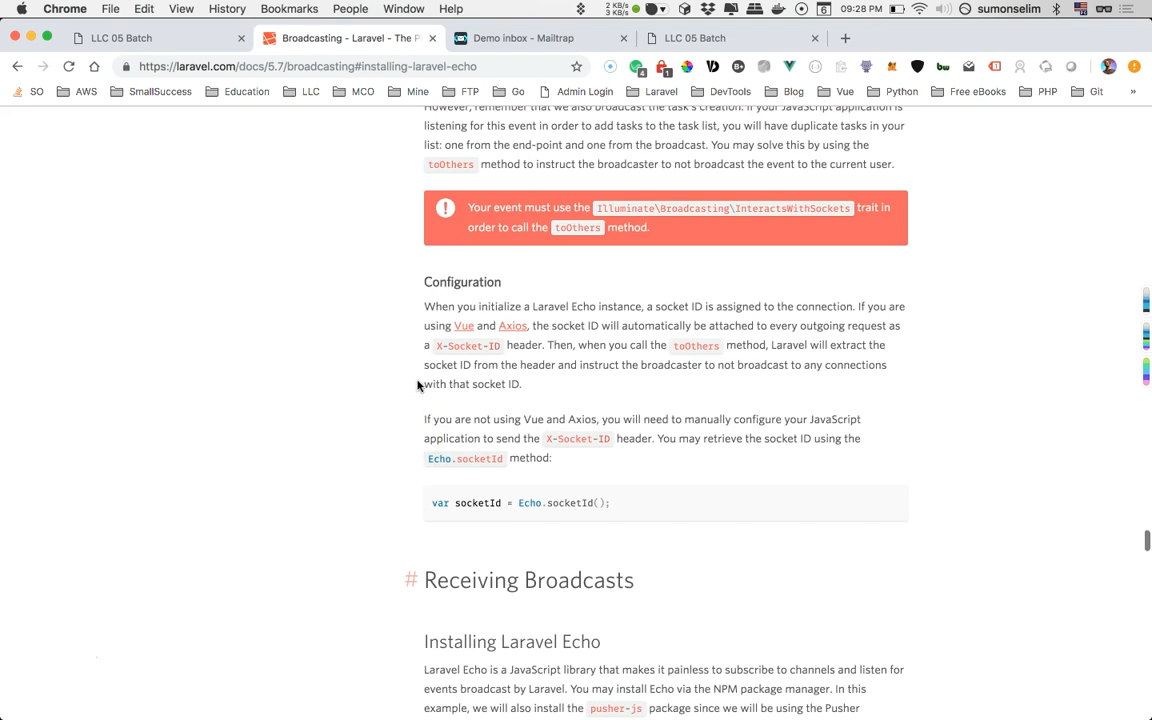 Chrome File Edit View History Bookmarks People Window Help 2 KB/s 3 KB/s 6 09:28 PM sumonselim
LLC 05 Batch × Broadcasting - Laravel - The P × Demo inbox - Mailtrap × LLC 05 Batch × +
https://laravel.com/docs/5.7/broadcasting#installing-laravel-echo
SO AWS SmallSuccess Education LLC MCO Mine FTP Go Admin Login Laravel DevTools Blog Vue Python Free eBooks PHP Git »
However, remember that we also broadcast the task's creation. If your JavaScript application is
listening for this event in order to add tasks to the task list, you will have duplicate tasks in your
list: one from the end-point and one from the broadcast. You may solve this by using the
toOthers method to instruct the broadcaster to not broadcast the event to the current user.
Your event must use the Illuminate\Broadcasting\InteractsWithSockets trait in
order to call the toOthers method.
Configuration
When you initialize a Laravel Echo instance, a socket ID is assigned to the connection. If you are
using Vue and Axios, the socket ID will automatically be attached to every outgoing request as
a X-Socket-ID header. Then, when you call the toOthers method, Laravel will extract the
socket ID from the header and instruct the broadcaster to not broadcast to any connections
with that socket ID.
If you are not using Vue and Axios, you will need to manually configure your JavaScript
application to send the X-Socket-ID header. You may retrieve the socket ID using the
Echo.socketId method:
var socketId = Echo.socketId();
# Receiving Broadcasts
Installing Laravel Echo
Laravel Echo is a JavaScript library that makes it painless to subscribe to channels and listen for
events broadcast by Laravel. You may install Echo via the NPM package manager. In this
example, we will also install the pusher-js package since we will be using the Pusher